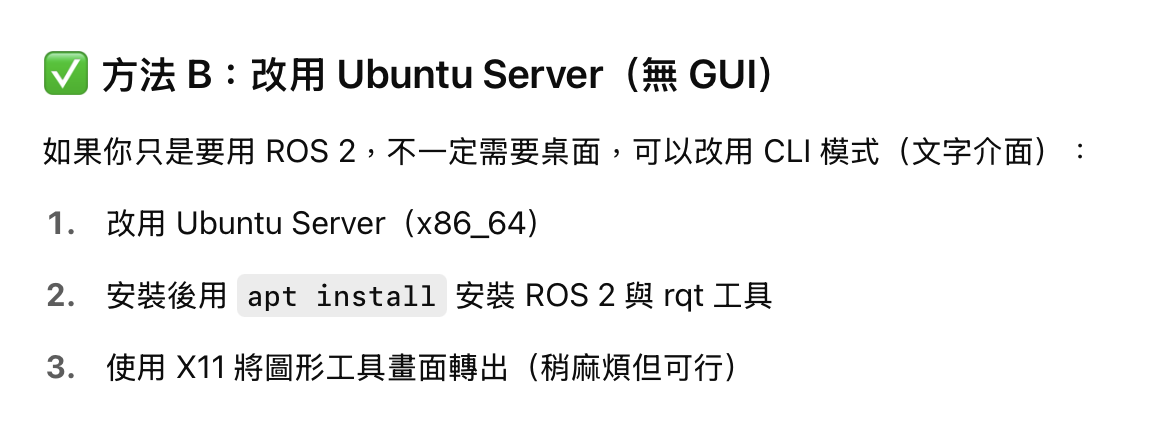 ✅ 方法 B：改用 Ubuntu Server（無 GUI）
如果你只是要用 ROS 2，不一定需要桌面，可以改用 CLI 模式（文字介面）：
1. 改用 Ubuntu Server（x86_64）
2. 安裝後用 apt install 安裝 ROS 2 與 rqt 工具
3. 使用 X11 將圖形工具畫面轉出（稍麻煩但可行）